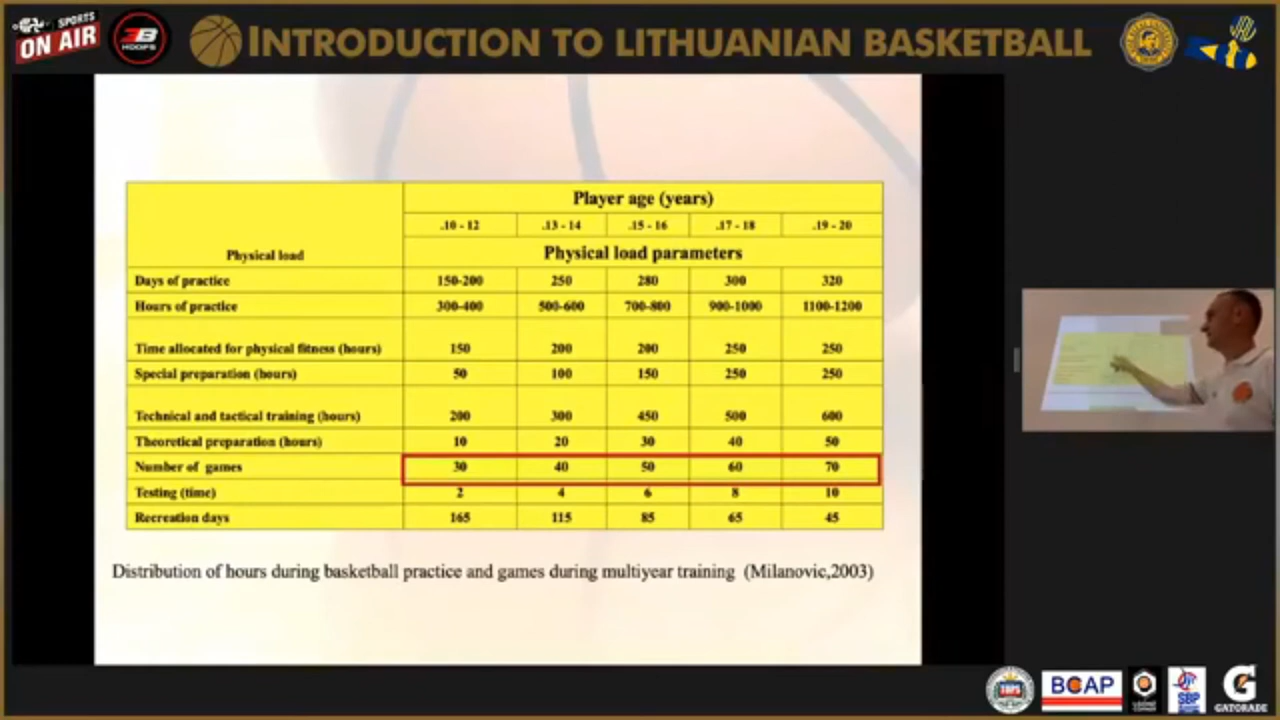 SPORTS
ON AIR
3B
HOOPS
INTRODUCTION TO LITHUANIAN BASKETBALL
Player age (years)
.10 - 12 .13 - 14 .15 - 16 .17 - 18 .19 - 20
Physical load Physical load parameters
Days of practice 150-200 250 280 300 320
Hours of practice 300-400 500-600 700-800 900-1000 1100-1200
Time allocated for physical fitness (hours) 150 200 200 250 250
Special preparation (hours) 50 100 150 250 250
Technical and tactical training (hours) 200 300 450 500 600
Theoretical preparation (hours) 10 20 30 40 50
Number of games 30 40 50 60 70
Testing (time) 2 4 6 8 10
Recreation days 165 115 85 65 45
Distribution of hours during basketball practice and games during multiyear training (Milanovic,2003)
TOPS
BCAP
SBP
GATORADE